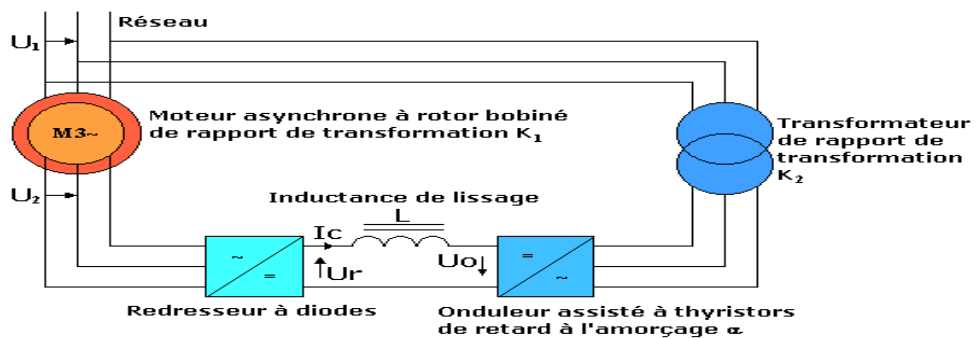 Réseau
U1
M3~
Moteur asynchrone à rotor bobiné
de rapport de transformation K1
Transformateur
de rapport de
transformation
K2
U2
Inductance de lissage
L
Ic
Ur
Uo
~
=
=
~
Redresseur à diodes
Onduleur assisté à thyristors
de retard à l'amorçage α